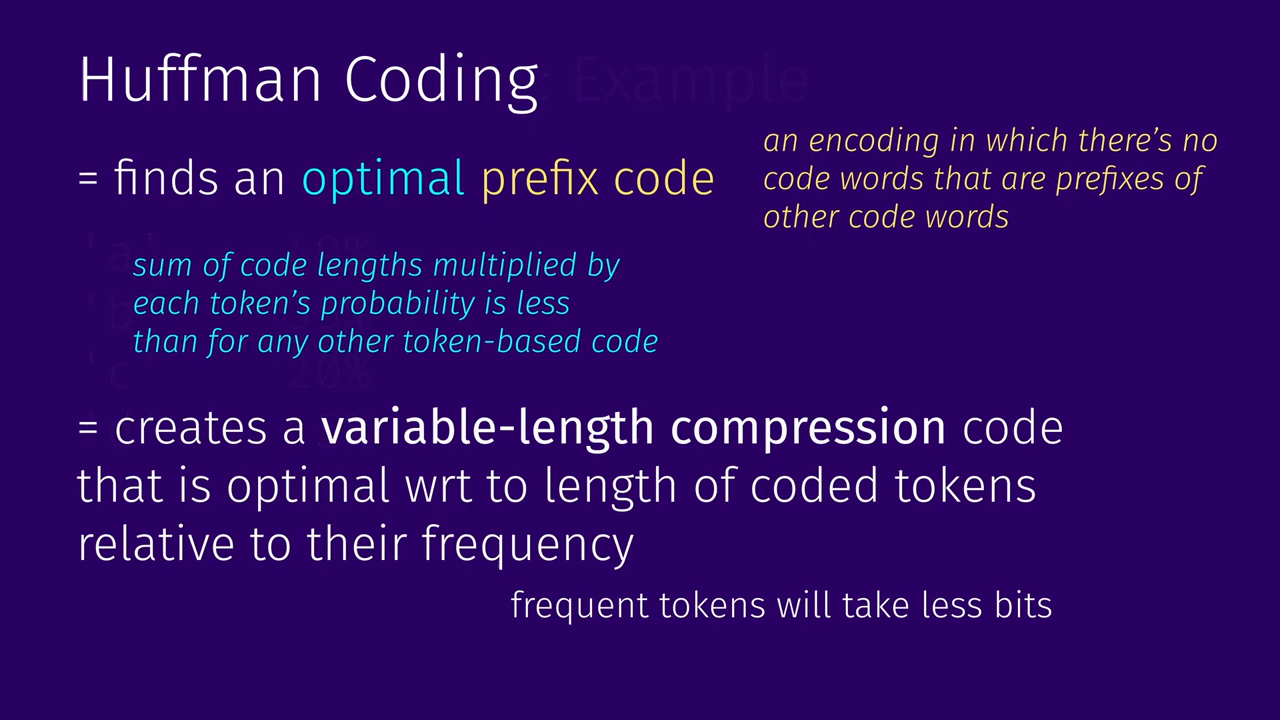 Huffman Coding: Example
= finds an optimal prefix code
an encoding in which there's no
code words that are prefixes of
other code words
sum of code lengths multiplied by
each token's probability is less
than for any other token-based code
'c' 20%
= creates a variable-length compression code
that is optimal wrt to length of coded tokens
relative to their frequency
frequent tokens will take less bits